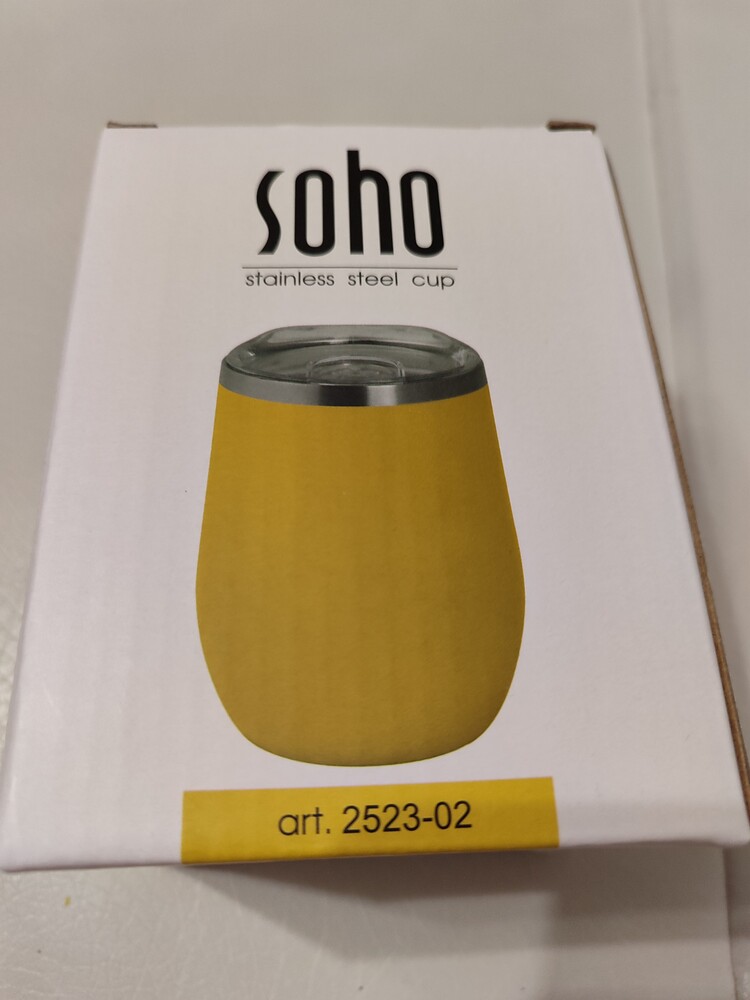 soho
stainless steel cup
art. 2523-02